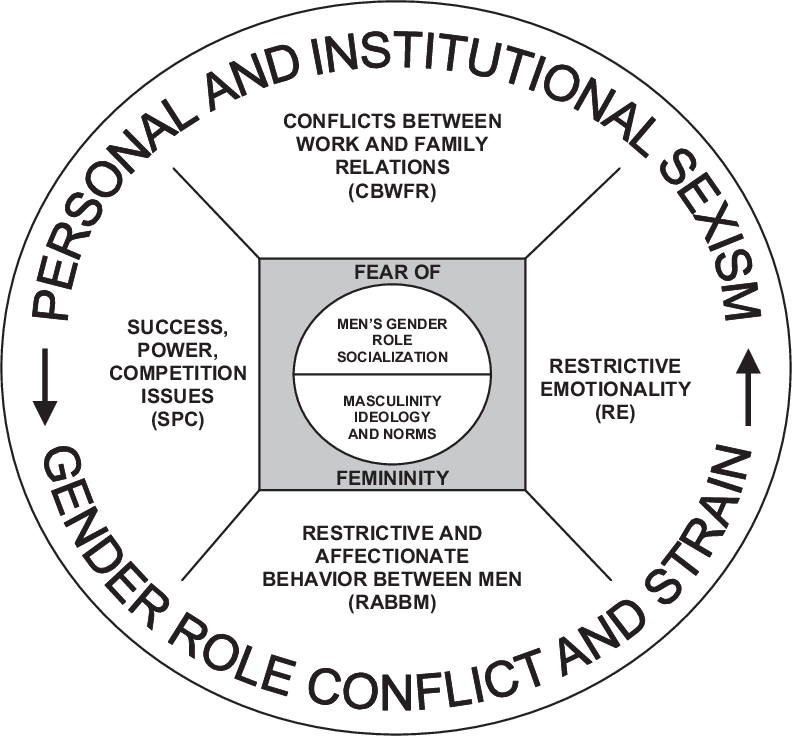 PERSONAL AND INSTITUTIONAL SEXISM
CONFLICTS BETWEEN
WORK AND FAMILY
RELATIONS
(CBWFR)
SUCCESS,
POWER,
COMPETITION
ISSUES
(SPC)
FEAR OF
MEN'S GENDER
ROLE
SOCIALIZATION
MASCULINITY
IDEOLOGY
AND NORMS
FEMININITY
RESTRICTIVE
EMOTIONALITY
(RE)
RESTRICTIVE AND
AFFECTIONATE
BEHAVIOR BETWEEN MEN
(RABBM)
GENDER ROLE CONFLICT AND STRAIN